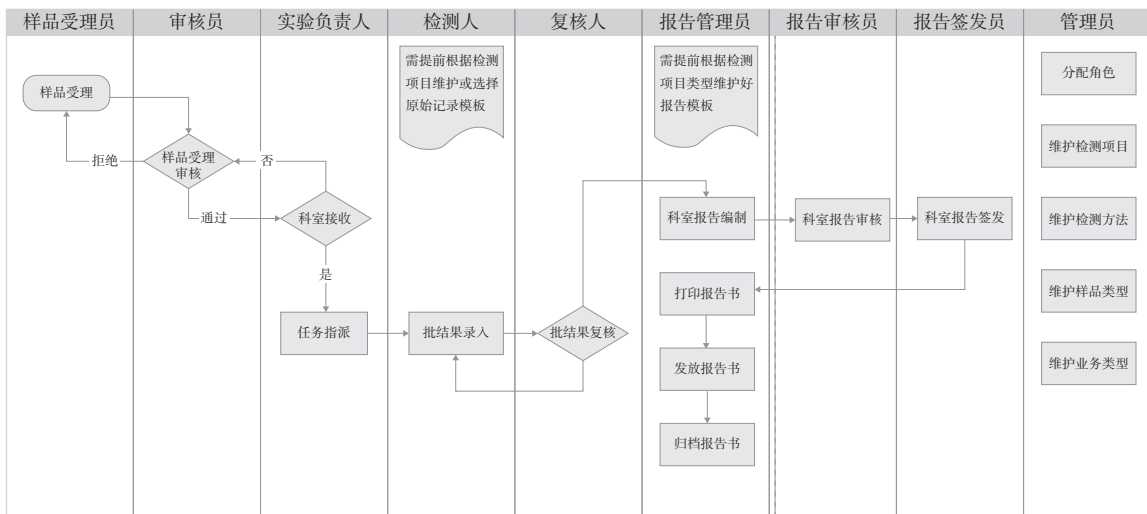 样品受理员
审核员
实验负责人
检测人
复核人
报告管理员
报告审核员
报告签发员
管理员
样品受理
拒绝
样品受理
审核
通过
否
科室接收
是
任务指派
需提前根据检测
项目维护或选择
原始记录模板
批结果录入
批结果复核
需提前根据检测
项目类型维护好
报告模板
科室报告编制
打印报告书
发放报告书
归档报告书
科室报告审核
科室报告签发
分配角色
维护检测项目
维护检测方法
维护样品类型
维护业务类型